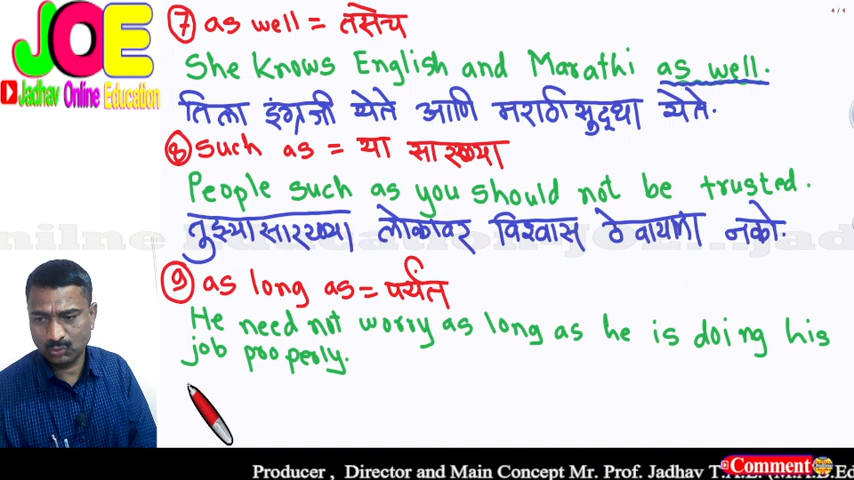 JOE
Jadhav Online Education
4/4
⑦ as well = तसेच
She knows English and Marathi as well.
तिला इंग्रजी य्येते आणि मराठी सुद्धा य्येते.
⑧ such as = या सारख्या
People such as you should not be trusted.
तुझ्यासारख्या लोकांवर विश्वास ठेवायला नको.
⑨ as long as = पर्यंत
He need not worry as long as he is doing his
job properly.
Producer , Director and Main Concept Mr. Prof. Jadhav
Comment